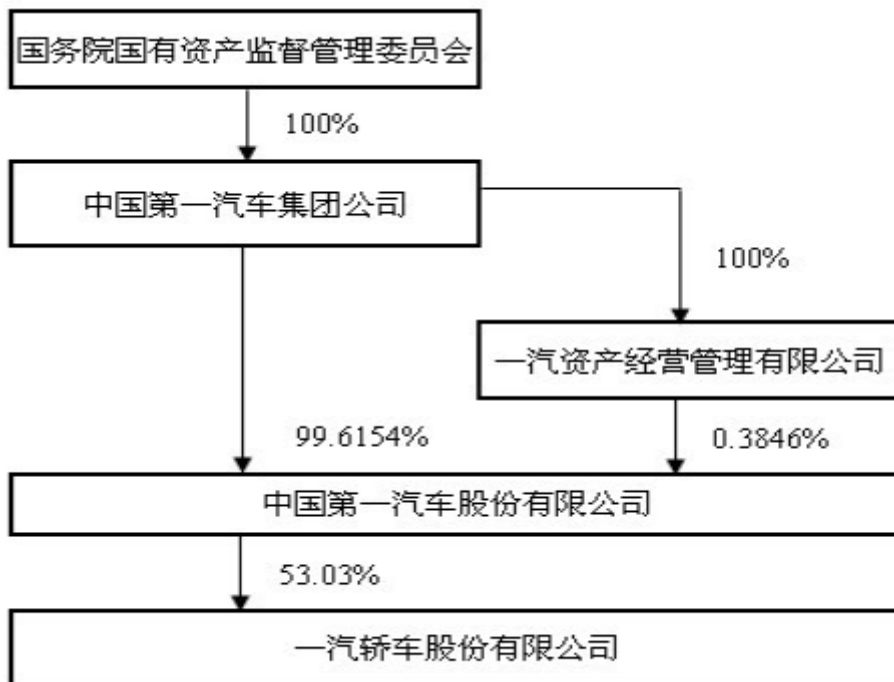 国务院国有资产监督管理委员会
100%
中国第一汽车集团公司
100%
一汽资产经营管理有限公司
99.6154%
0.3846%
中国第一汽车股份有限公司
53.03%
一汽轿车股份有限公司